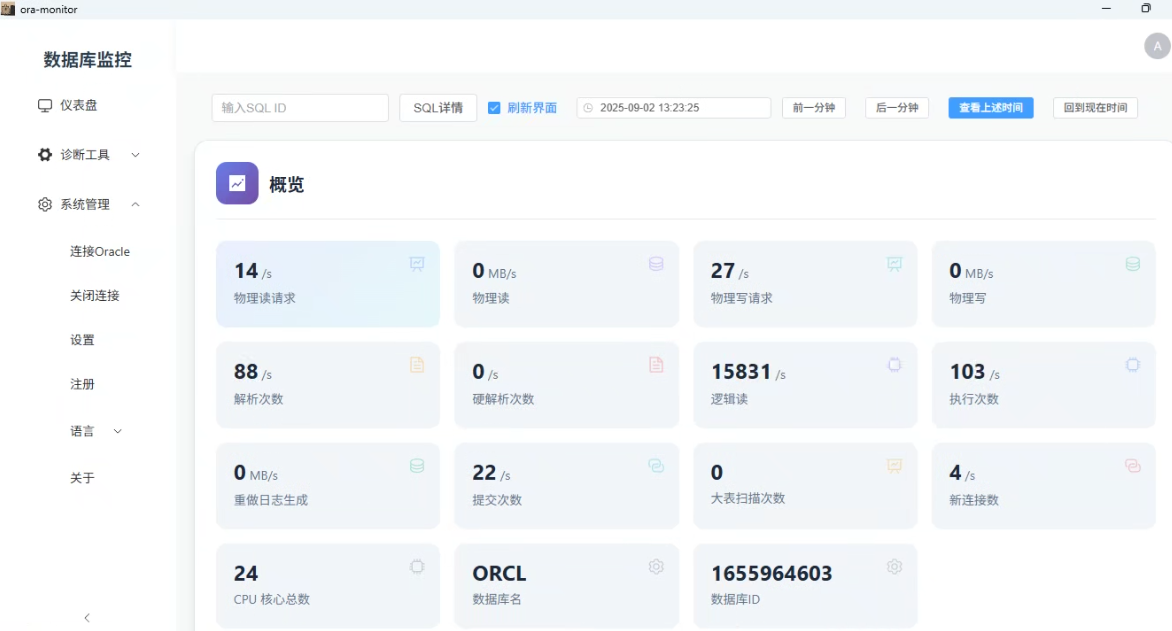 ora-monitor
数据库监控
A
仪表盘
输入SQL ID
SQL详情
刷新界面
2025-09-02 13:23:25
前一分钟
后一分钟
查看上述时间
回到现在时间
诊断工具
系统管理
连接Oracle
关闭连接
设置
注册
语言
关于
概览
14 /s
物理读请求
0 MB/s
物理读
27 /s
物理写请求
0 MB/s
物理写
88 /s
解析次数
0 /s
硬解析次数
15831 /s
逻辑读
103 /s
执行次数
0 MB/s
重做日志生成
22 /s
提交次数
0
大表扫描次数
4 /s
新连接数
24
CPU 核心总数
ORCL
数据库名
1655964603
数据库ID